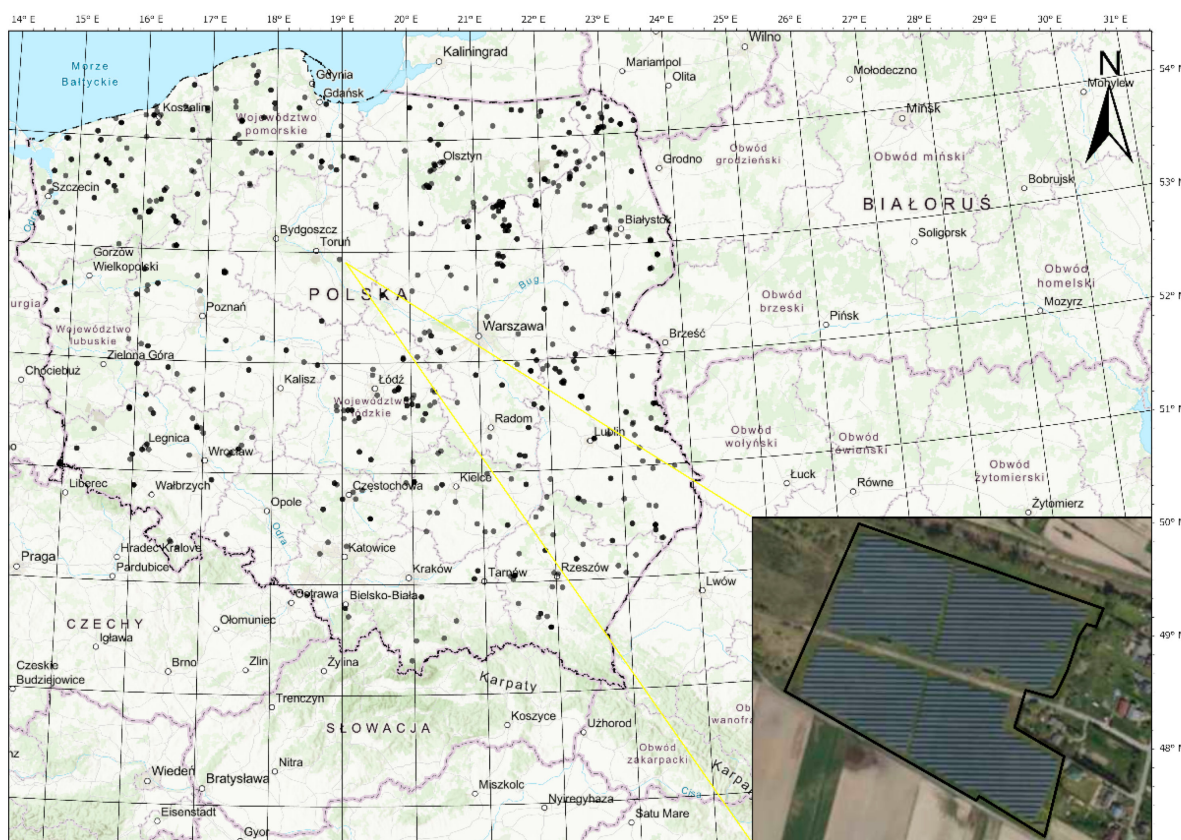 14° E
15° E
16° E
17° E
18° E
19° E
20° E
21° E
22° E
23° E
24° E
25° E
26° E
27° E
28° E
29° E
30° E
31° E
Wilno
Kaliningrad
Mariampol
Olita
Mołodeczno
N
54° N
Morze
Bałtyckie
Gdynia
Gdańsk
Mohylew
Koszalin
Województwo
pomorskie
Mińsk
Grodno
Obwód
grodzieński
Obwód miński
Olsztyn
53° N
Szczecin
Bobrujsk
Odra
BIAŁORUŚ
Białystok
Bydgoszcz
Toruń
Soligorsk
Gorzów
Wielkopolski
Obwód
homelski
52° N
urgia
POLSKA
Bug
Obwód
brzeski
Mozyrz
Poznań
Pińsk
Warszawa
Województwo
lubuskie
Brześć
Zielona Góra
Chociebuż
Kalisz
Łódź
51° N
Województwo
łódzkie
Radom
Obwód
wołyński
Obwód
rówieński
Lublin
Legnica
Wrocław
Obwód
żytomierski
Kielce
Łuck
Równe
Liberec
Wałbrzych
Częstochowa
Opole
Żytomierz
50° N
Odra
Hradec Kralove
Praga
Katowice
Pardubice
Kraków
Tarnów
Rzeszów
Lwów
Ostrawa
Bielsko-Biała
CZECHY
Ołomuniec
49° N
Igława
Brno
Zlin
Żylina
Czeskie
Budziejowice
Karpaty
Trenczyn
Koszyce
Użhorod
SŁOWACJA
Obwód
zakarpacki
48° N
Nitra
Wiedeń
Bratysława
Miszkolc
Cisa
Nyiregyhaza
Eisenstadt
Satu Mare
Gyor